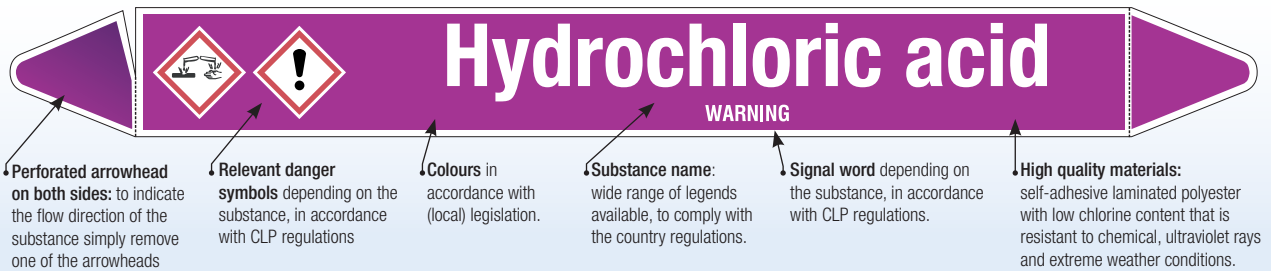 Hydrochloric acid
WARNING
Perforated arrowhead
on both sides: to indicate
the flow direction of the
substance simply remove
one of the arrowheads
Relevant danger
symbols depending on the
substance, in accordance
with CLP regulations
Colours in
accordance with
(local) legislation.
Substance name:
wide range of legends
available, to comply with
the country regulations.
Signal word depending on
the substance, in accordance
with CLP regulations.
High quality materials:
self-adhesive laminated polyester
with low chlorine content that is
resistant to chemical, ultraviolet rays
and extreme weather conditions.